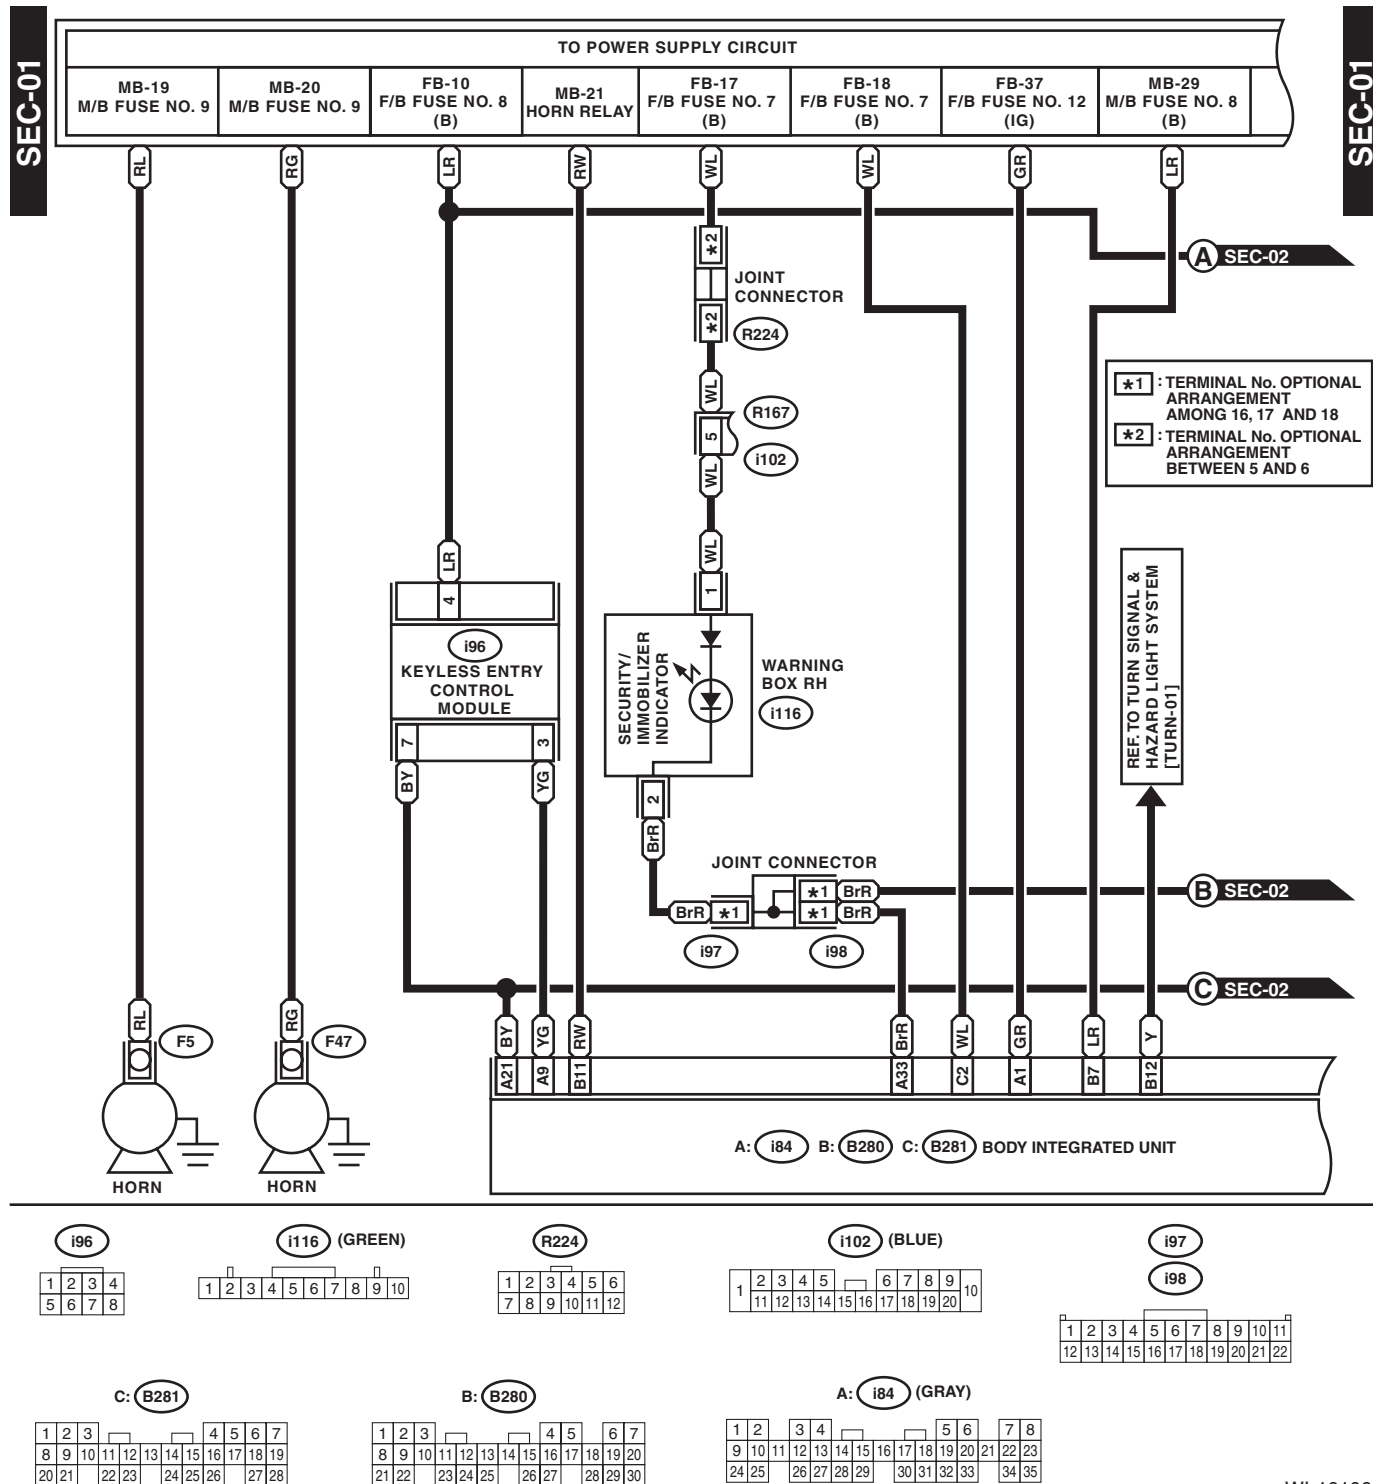 SEC-01
SEC-01
TO POWER SUPPLY CIRCUIT
MB-19
M/B FUSE NO. 9
MB-20
M/B FUSE NO. 9
FB-10
F/B FUSE NO. 8
(B)
MB-21
HORN RELAY
FB-17
F/B FUSE NO. 7
(B)
FB-18
F/B FUSE NO. 7
(B)
FB-37
F/B FUSE NO. 12
(IG)
MB-29
M/B FUSE NO. 8
(B)
RL
RG
LR
RW
WL
WL
GR
LR
A SEC-02
*2
JOINT
CONNECTOR
*2
R224
WL
R167
5
i102
WL
*1 : TERMINAL No. OPTIONAL
ARRANGEMENT
AMONG 16, 17 AND 18
*2 : TERMINAL No. OPTIONAL
ARRANGEMENT
BETWEEN 5 AND 6
LR
4
i96
KEYLESS ENTRY
CONTROL
MODULE
7
3
BY
YG
WL
1
SECURITY/
IMMOBILIZER
INDICATOR
WARNING
BOX RH
i116
2
BrR
REF. TO TURN SIGNAL &
HAZARD LIGHT SYSTEM
[TURN-01]
JOINT CONNECTOR
*1 BrR
BrR *1
*1 BrR
i97
i98
B SEC-02
C SEC-02
RL
F5
RG
F47
BY
YG
RW
BrR
WL
GR
LR
Y
A21
A9
B11
A33
C2
A1
B7
B12
HORN
HORN
A: i84 B: B280 C: B281 BODY INTEGRATED UNIT
i96
1 2 3 4
5 6 7 8
i116 (GREEN)
1 2 3 4 5 6 7 8 9 10
R224
1 2 3 4 5 6
7 8 9 10 11 12
i102 (BLUE)
1 2 3 4 5 6 7 8 9 10
11 12 13 14 15 16 17 18 19 20
i97
i98
1 2 3 4 5 6 7 8 9 10 11
12 13 14 15 16 17 18 19 20 21 22
C: B281
1 2 3 4 5 6 7
8 9 10 11 12 13 14 15 16 17 18 19
20 21 22 23 24 25 26 27 28
B: B280
1 2 3 4 5 6 7
8 9 10 11 12 13 14 15 16 17 18 19 20
21 22 23 24 25 26 27 28 29 30
A: i84 (GRAY)
1 2 3 4 5 6 7 8
9 10 11 12 13 14 15 16 17 18 19 20 21 22 23
24 25 26 27 28 29 30 31 32 33 34 35